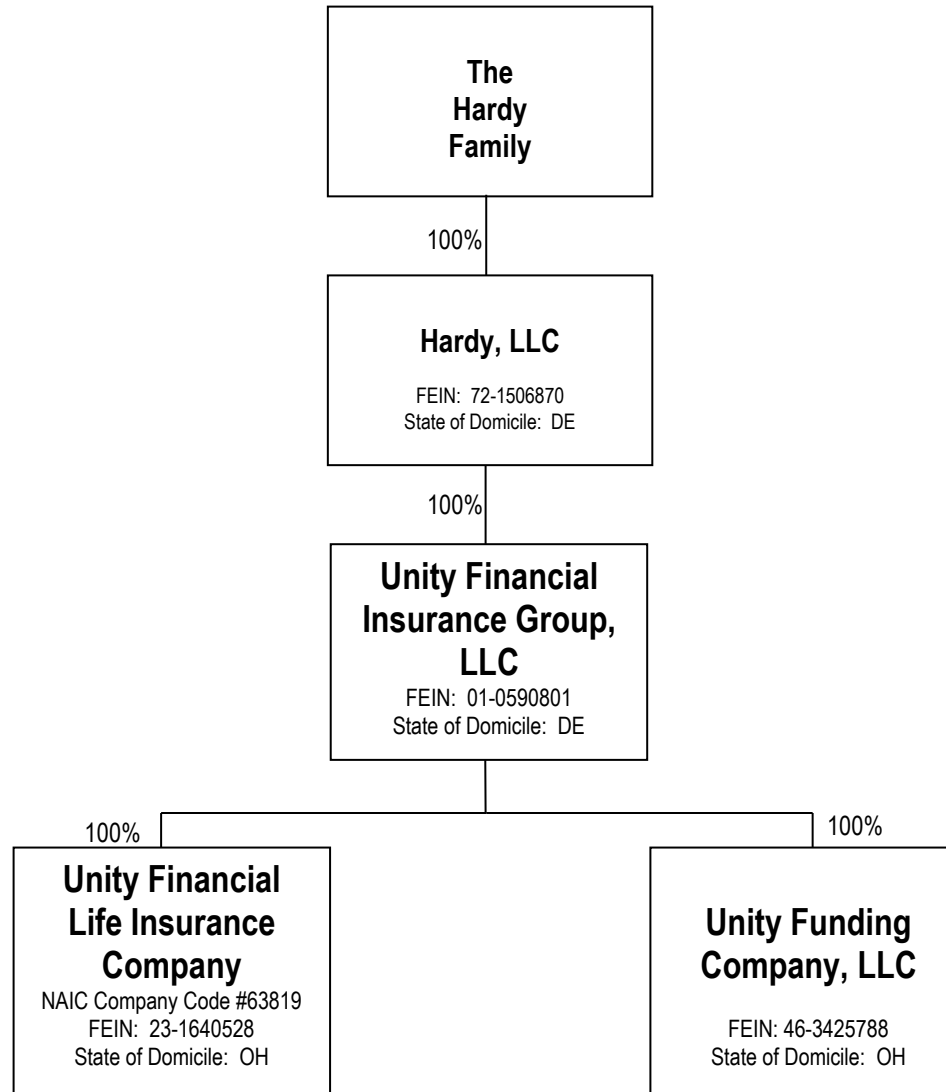 The
Hardy
Family
100%
Hardy, LLC
FEIN: 72-1506870
State of Domicile: DE
100%
Unity Financial
Insurance Group,
LLC
FEIN: 01-0590801
State of Domicile: DE
100%
Unity Financial
Life Insurance
Company
NAIC Company Code #63819
FEIN: 23-1640528
State of Domicile: OH
100%
Unity Funding
Company, LLC
FEIN: 46-3425788
State of Domicile: OH